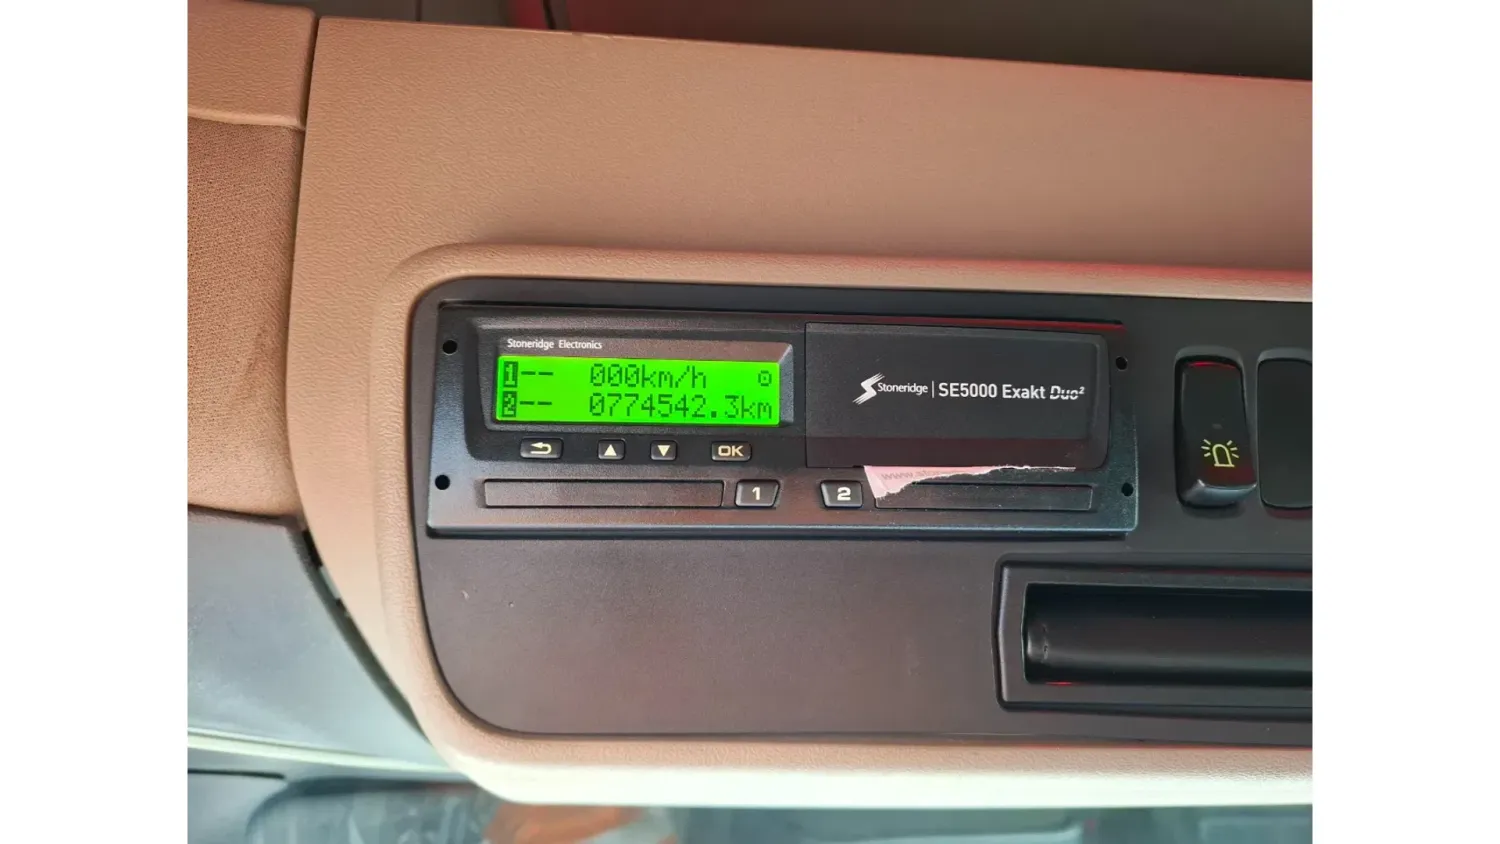 Stoneridge Electronics
1-- 000km/h
2-- 0774542.3km
Stoneridge | SE5000 Exakt Duo²
OK
1
2